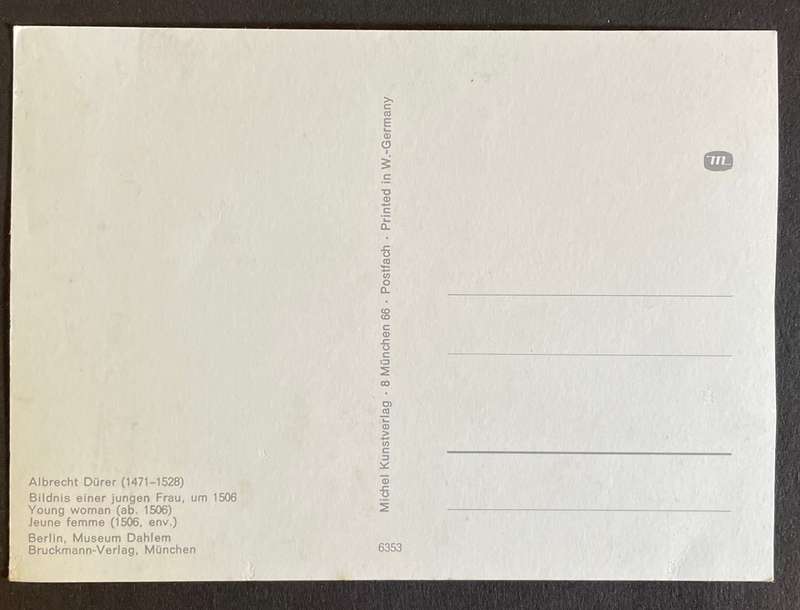 Albrecht Dürer (1471–1528)
Bildnis einer jungen Frau, um 1506
Young woman (ab. 1506)
Jeune femme (1506, env.)
Berlin, Museum Dahlem
Bruckmann-Verlag, München
Michel Kunstverlag · 8 München 66 · Postfach · Printed in W.-Germany
6353
m